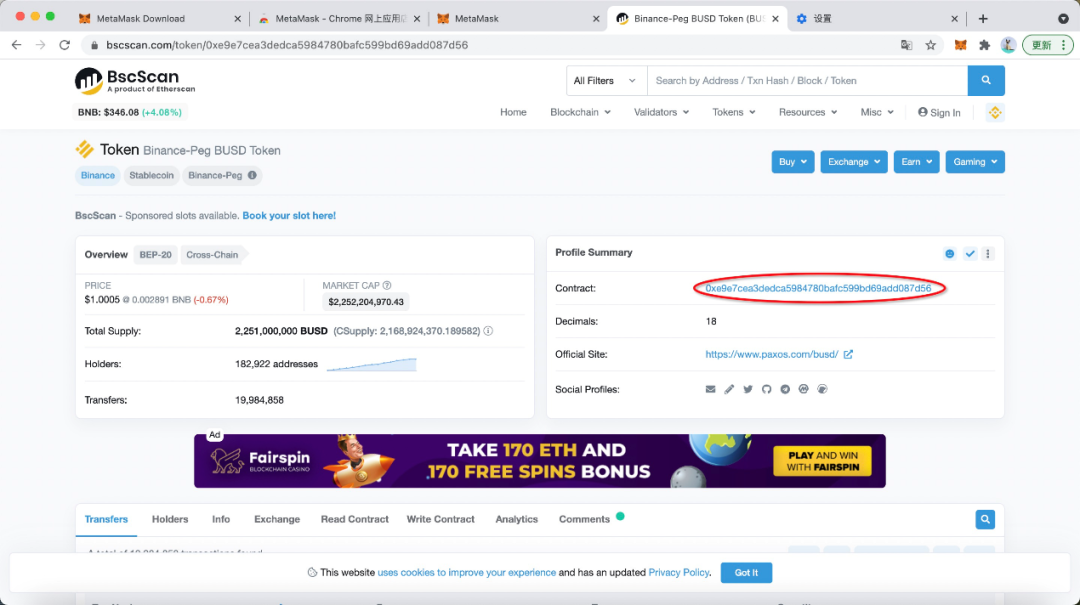 MetaMask Download
MetaMask - Chrome 网上应用
MetaMask
Binance-Peg BUSD Token (BU
设置
bscscan.com/token/0xe9e7cea3dedca5984780bafc599bd69add087d56
更新
BscScan
A product of Etherscan
All Filters
Search by Address / Txn Hash / Block / Token
BNB: $346.08 (+4.08%)
Home Blockchain Validators Tokens Resources Misc Sign In
Token Binance-Peg BUSD Token
Buy Exchange Earn Gaming
Binance Stablecoin Binance-Peg
BscScan - Sponsored slots available. Book your slot here!
Overview BEP-20 Cross-Chain
PRICE
$1.0005 @ 0.002891 BNB (-0.67%)
MARKET CAP
$2,252,204,970.43
Total Supply: 2,251,000,000 BUSD (CSupply: 2,168,924,370.189582)
Holders: 182,922 addresses
Transfers: 19,984,858
Profile Summary
Contract: 0xe9e7cea3dedca5984780bafc599bd69add087d56
Decimals: 18
Official Site: https://www.paxos.com/busd/
Social Profiles:
Ad
Fairspin
BLOCKCHAIN CASINO
TAKE 170 ETH AND
170 FREE SPINS BONUS
PLAY AND WIN
WITH FAIRSPIN
Transfers Holders Info Exchange Read Contract Write Contract Analytics Comments
This website uses cookies to improve your experience and has an updated Privacy Policy.
Got It